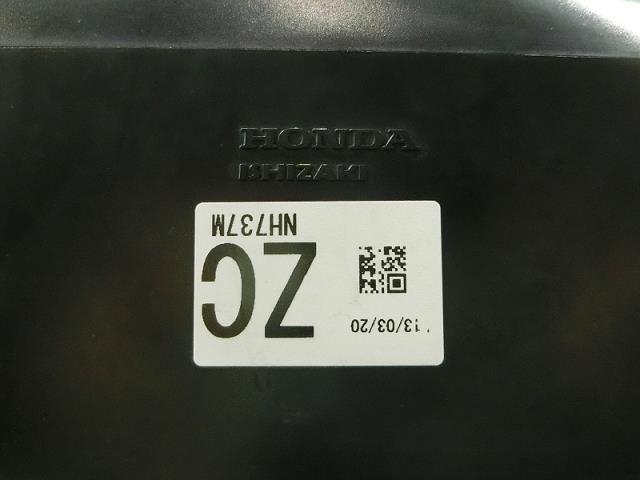 HONDA
ISHIZAKI
'13/03/20
ZC
NH737M